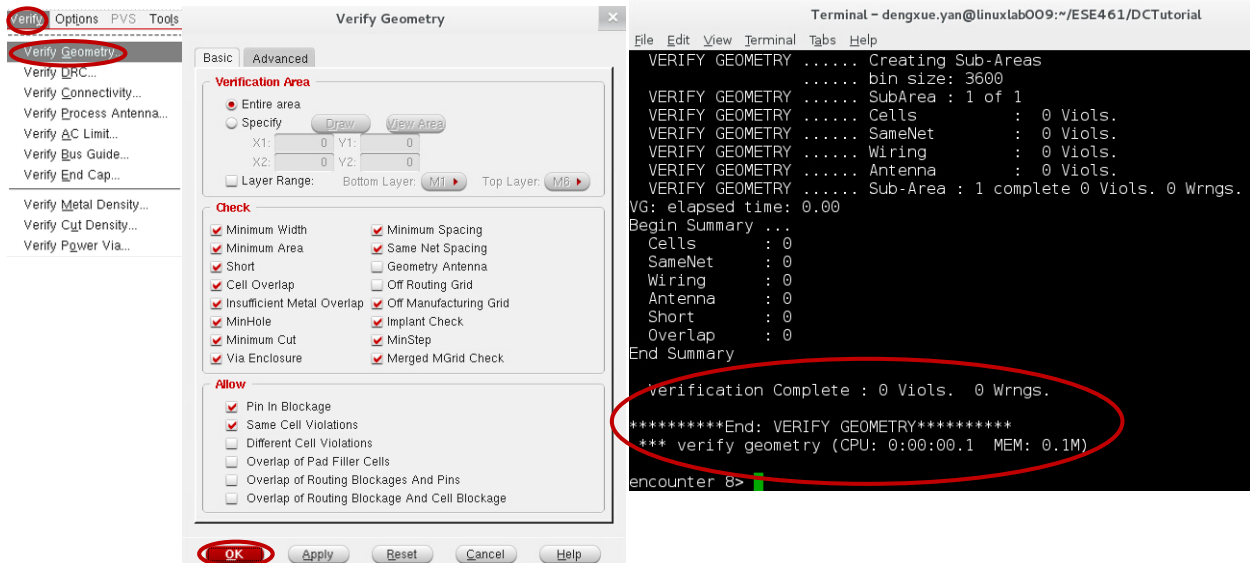 Verify Options PVS Tools
Verify Geometry...
Verify DRC...
Verify Connectivity...
Verify Process Antenna...
Verify AC Limit...
Verify Bus Guide...
Verify End Cap...
Verify Metal Density...
Verify Cut Density...
Verify Power Via...
Verify Geometry
Basic Advanced
Verification Area
Entire area
Specify Draw View Area
X1: 0 Y1: 0
X2: 0 Y2: 0
Layer Range: Bottom Layer: M1 Top Layer: M6
Check
Minimum Width Minimum Spacing
Minimum Area Same Net Spacing
Short Geometry Antenna
Cell Overlap Off Routing Grid
Insufficient Metal Overlap Off Manufacturing Grid
MinHole Implant Check
Minimum Cut MinStep
Via Enclosure Merged MGrid Check
Allow
Pin In Blockage
Same Cell Violations
Different Cell Violations
Overlap of Pad Filler Cells
Overlap of Routing Blockages And Pins
Overlap of Routing Blockage And Cell Blockage
OK Apply Reset Cancel Help
Terminal - dengxue.yan@linuxlab009:~/ESE461/DCTutorial
File Edit View Terminal Tabs Help
VERIFY GEOMETRY ...... Creating Sub-Areas
...... bin size: 3600
VERIFY GEOMETRY ...... SubArea : 1 of 1
VERIFY GEOMETRY ...... Cells : 0 Viols.
VERIFY GEOMETRY ...... SameNet : 0 Viols.
VERIFY GEOMETRY ...... Wiring : 0 Viols.
VERIFY GEOMETRY ...... Antenna : 0 Viols.
VERIFY GEOMETRY ...... Sub-Area : 1 complete 0 Viols. 0 Wrngs.
VG: elapsed time: 0.00
Begin Summary ...
Cells : 0
SameNet : 0
Wiring : 0
Antenna : 0
Short : 0
Overlap : 0
End Summary
Verification Complete : 0 Viols. 0 Wrngs.
**********End: VERIFY GEOMETRY**********
*** verify geometry (CPU: 0:00:00.1 MEM: 0.1M)
encounter 8>